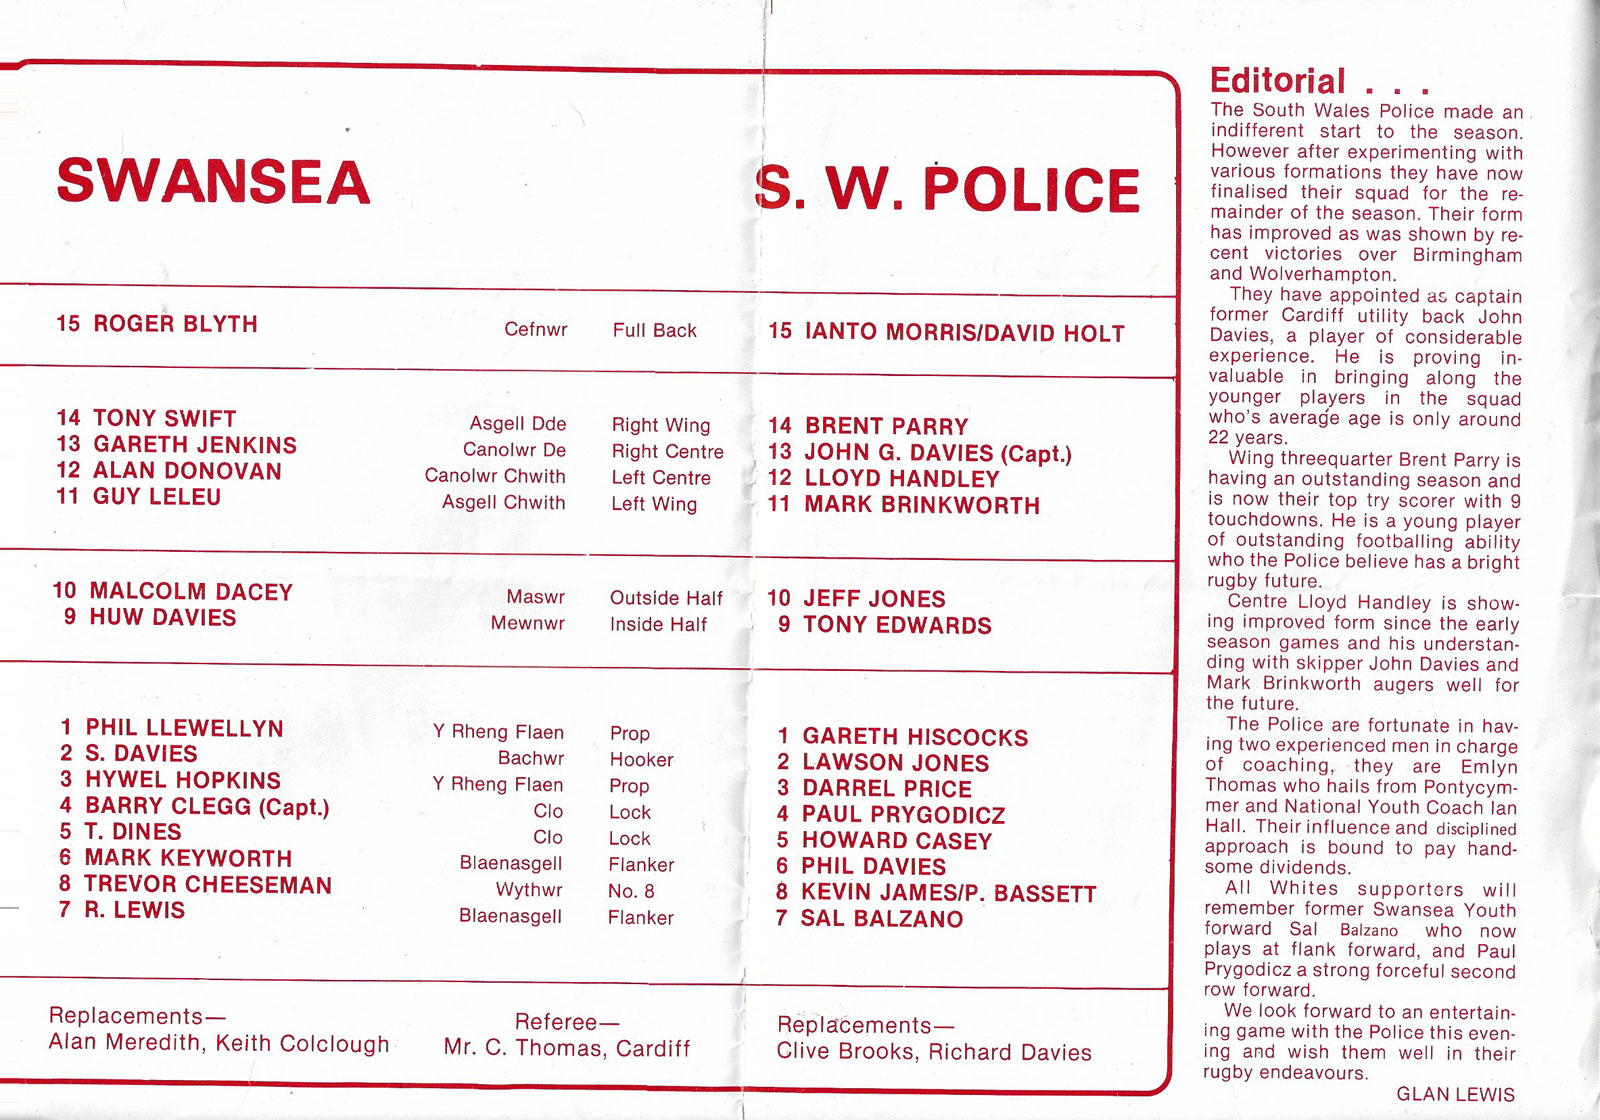 SWANSEA
S. W. POLICE
15 ROGER BLYTH Cefnwr Full Back 15 IANTO MORRIS/DAVID HOLT
14 TONY SWIFT Asgell Dde Right Wing 14 BRENT PARRY
13 GARETH JENKINS Canolwr De Right Centre 13 JOHN G. DAVIES (Capt.)
12 ALAN DONOVAN Canolwr Chwith Left Centre 12 LLOYD HANDLEY
11 GUY LELEU Asgell Chwith Left Wing 11 MARK BRINKWORTH
10 MALCOLM DACEY Maswr Outside Half 10 JEFF JONES
9 HUW DAVIES Mewnwr Inside Half 9 TONY EDWARDS
1 PHIL LLEWELLYN Y Rheng Flaen Prop 1 GARETH HISCOCKS
2 S. DAVIES Bachwr Hooker 2 LAWSON JONES
3 HYWEL HOPKINS Y Rheng Flaen Prop 3 DARREL PRICE
4 BARRY CLEGG (Capt.) Clo Lock 4 PAUL PRYGODICZ
5 T. DINES Clo Lock 5 HOWARD CASEY
6 MARK KEYWORTH Blaenasgell Flanker 6 PHIL DAVIES
8 TREVOR CHEESEMAN Wythwr No. 8 8 KEVIN JAMES/P. BASSETT
7 R. LEWIS Blaenasgell Flanker 7 SAL BALZANO
Replacements—
Alan Meredith, Keith Colclough
Referee—
Mr. C. Thomas, Cardiff
Replacements—
Clive Brooks, Richard Davies
Editorial . . .
The South Wales Police made an
indifferent start to the season.
However after experimenting with
various formations they have now
finalised their squad for the re-
mainder of the season. Their form
has improved as was shown by re-
cent victories over Birmingham
and Wolverhampton.
They have appointed as captain
former Cardiff utility back John
Davies, a player of considerable
experience. He is proving in-
valuable in bringing along the
younger players in the squad
who's average age is only around
22 years.
Wing threequarter Brent Parry is
having an outstanding season and
is now their top try scorer with 9
touchdowns. He is a young player
of outstanding footballing ability
who the Police believe has a bright
rugby future.
Centre Lloyd Handley is show-
ing improved form since the early
season games and his understan-
ding with skipper John Davies and
Mark Brinkworth augers well for
the future.
The Police are fortunate in hav-
ing two experienced men in charge
of coaching, they are Emlyn
Thomas who hails from Pontycym-
mer and National Youth Coach Ian
Hall. Their influence and disciplined
approach is bound to pay hand-
some dividends.
All Whites supporters will
remember former Swansea Youth
forward Sal Balzano who now
plays at flank forward, and Paul
Prygodicz a strong forceful second
row forward.
We look forward to an entertain-
ing game with the Police this even-
ing and wish them well in their
rugby endeavours.
GLAN LEWIS